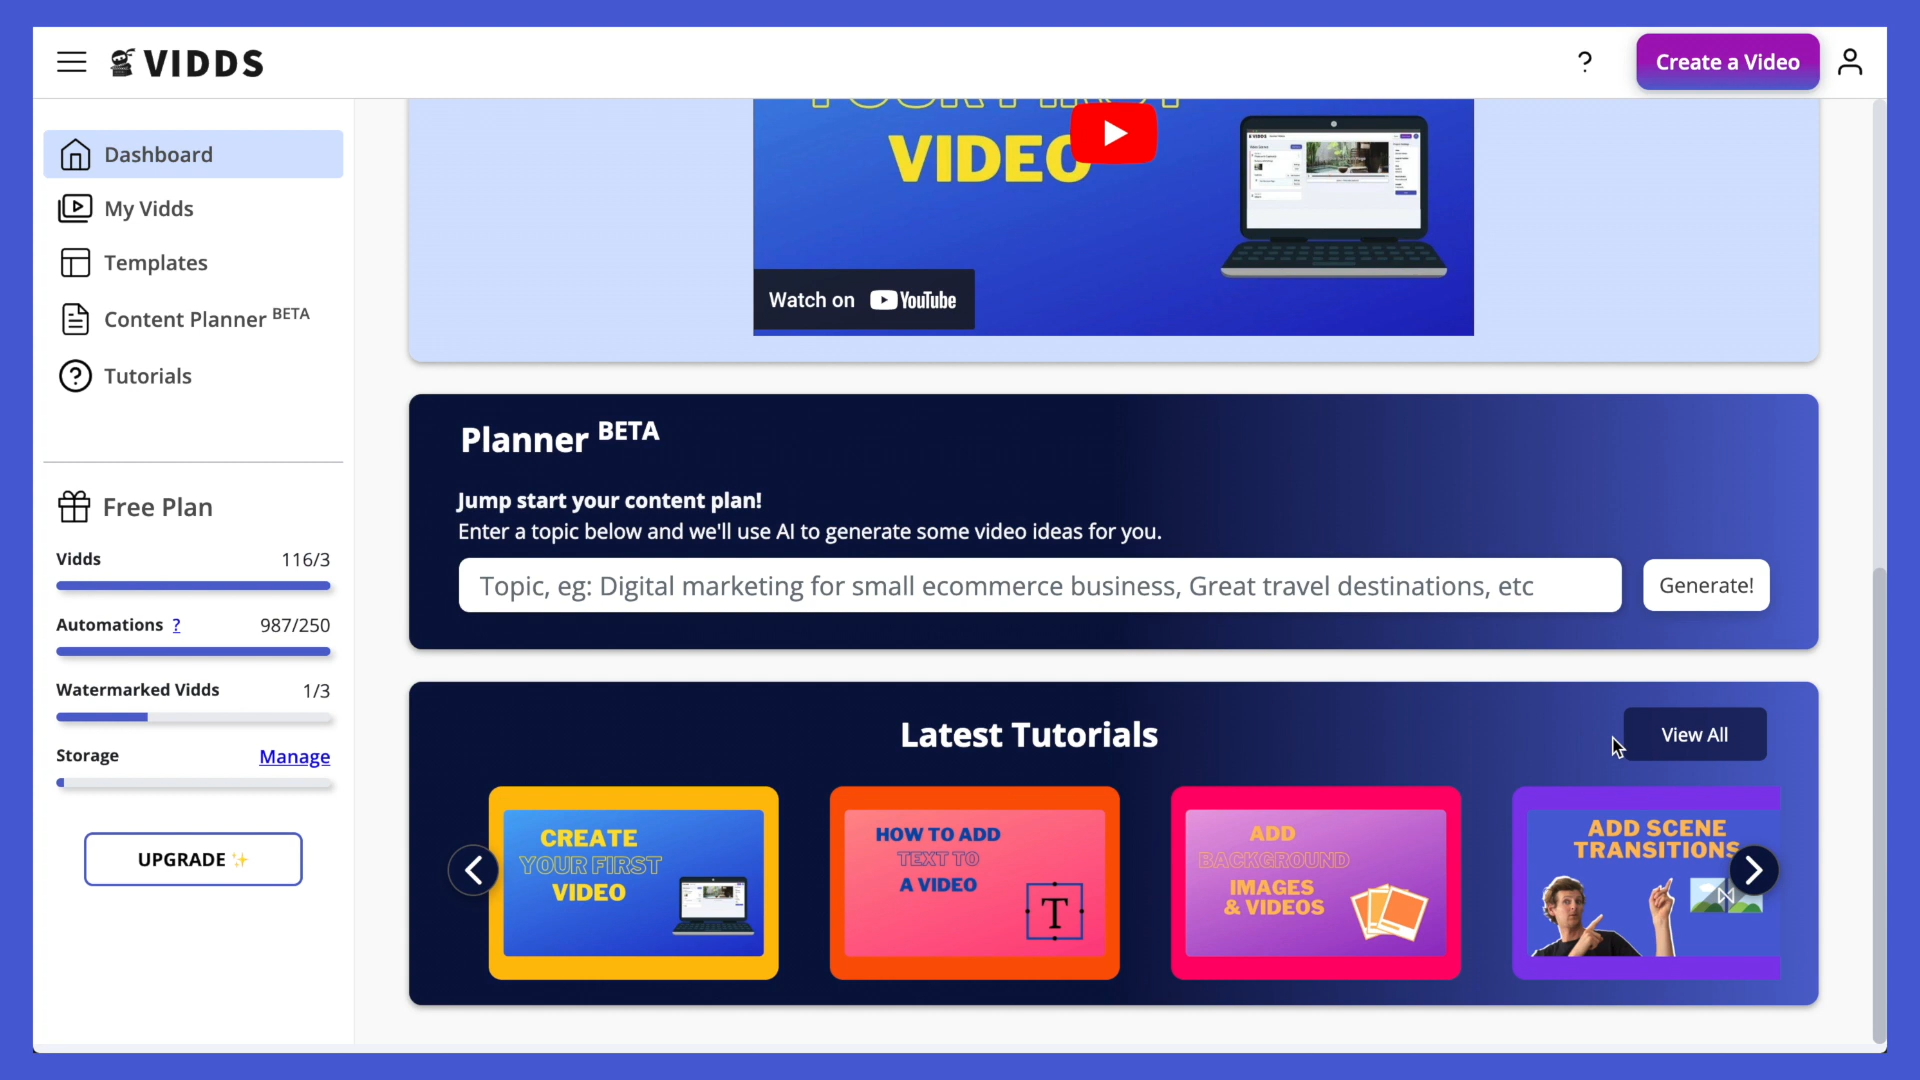 VIDDS
?
Create a Video
Dashboard
My Vidds
Templates
Content Planner BETA
Tutorials
Free Plan
Vidds 116/3
Automations ? 987/250
Watermarked Vidds 1/3
Storage Manage
UPGRADE ✨
YOUR FIRST
VIDEO
Watch on YouTube
Planner BETA
Jump start your content plan!
Enter a topic below and we'll use AI to generate some video ideas for you.
Topic, eg: Digital marketing for small ecommerce business, Great travel destinations, etc
Generate!
Latest Tutorials
View All
CREATE
YOUR FIRST
VIDEO
HOW TO ADD
TEXT TO
A VIDEO
T
ADD
BACKGROUND
IMAGES
& VIDEOS
ADD SCENE
TRANSITIONS